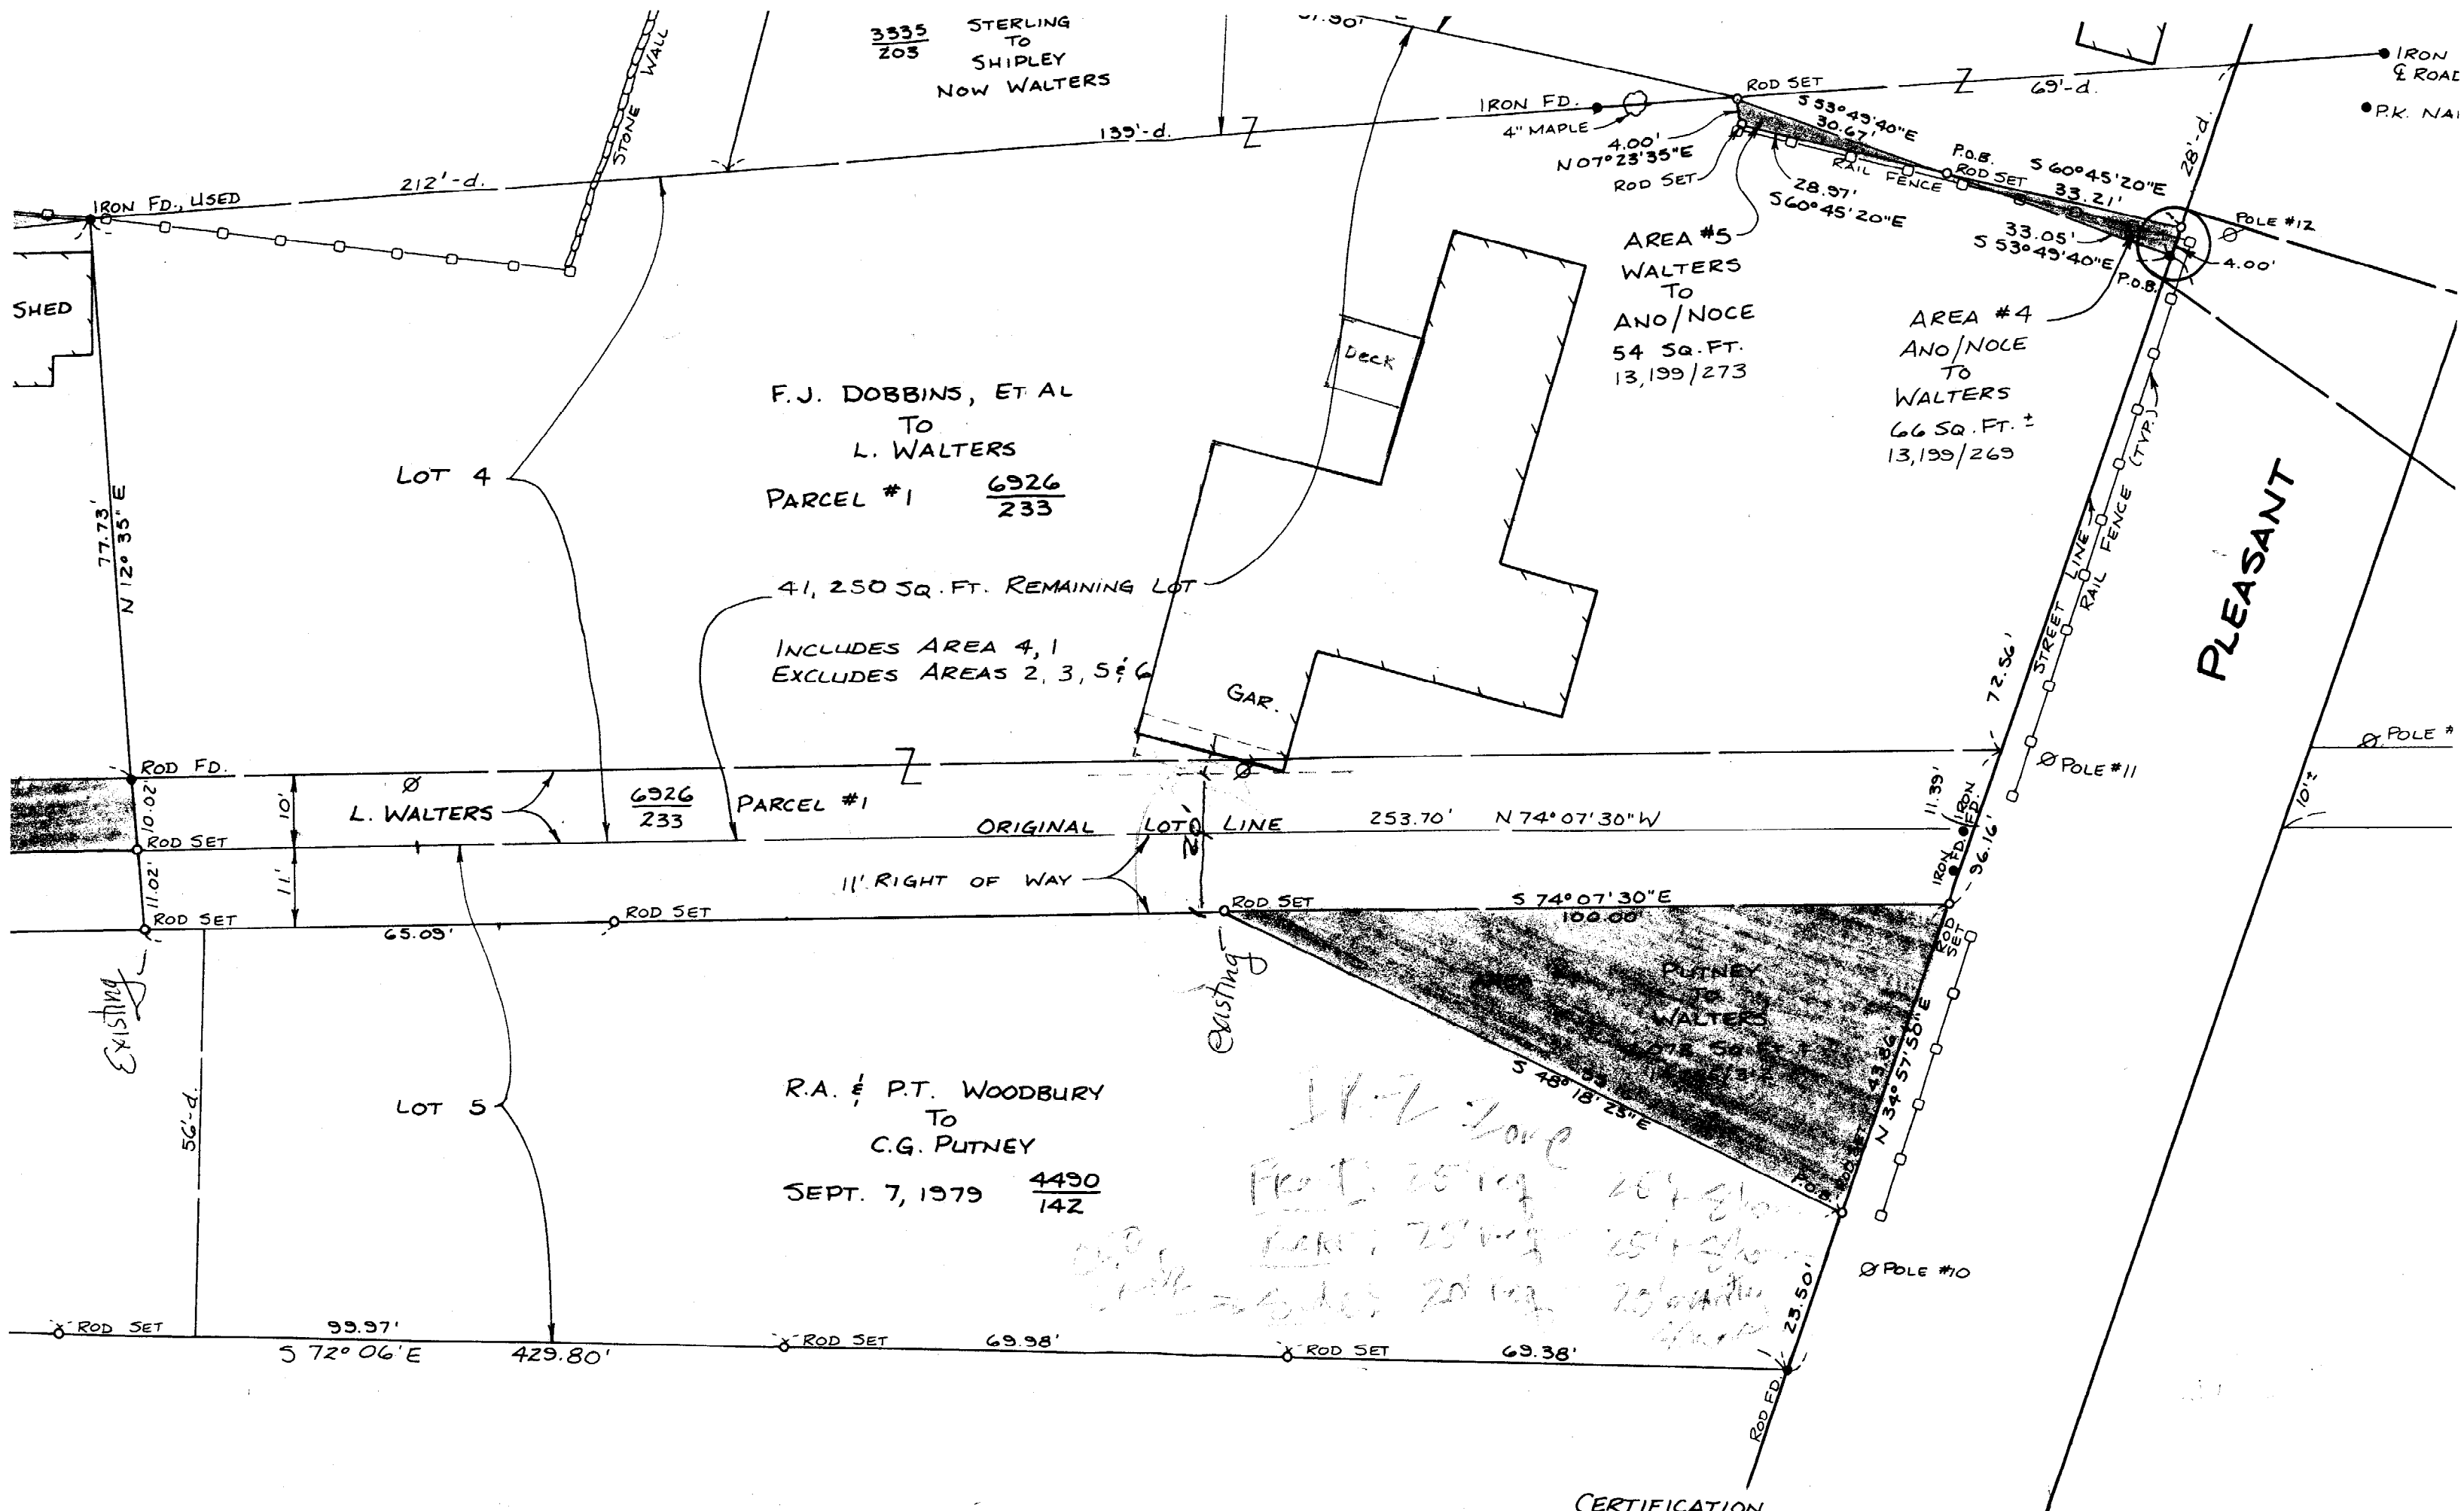 3335
203
STERLING
TO
SHIPLEY
NOW WALTERS
STONE WALL
139'-d.
212'-d.
IRON FD., USED
SHED
IRON FD.
4" MAPLE
ROD SET
S 53°49'40"E
30.67'
69'-d.
IRON
℄ ROAD
P.K. NAI
28'-d.
4.00'
N 07°23'35"E
ROD SET
RAIL FENCE
28.97'
S 60°45'20"E
P.O.B.
ROD SET
S 60°45'20"E
33.21'
33.05'
S 53°49'40"E
P.O.B.
4.00'
POLE #12
AREA #5
WALTERS
TO
ANO/NOCE
54 SQ. FT.
13,199/273
AREA #4
ANO/NOCE
TO
WALTERS
66 SQ. FT. ±
13,199/269
Deck
F.J. DOBBINS, ET AL
TO
L. WALTERS
PARCEL #1
6926
233
LOT 4
77.73'
N 12° 35" E
41,250 SQ. FT. REMAINING LOT
INCLUDES AREA 4, 1
EXCLUDES AREAS 2, 3, 5 & 6
GAR.
STREET LINE
RAIL FENCE (TYP.)
72.56'
PLEASANT
POLE #
POLE #11
10'±
ROD FD.
10.02'
10'
L. WALTERS
6926
233
PARCEL #1
ORIGINAL LOT LINE
253.70'
N 74°07'30"W
20'
11.39'
IRON FD.
IRON FD.
96.16'
ROD SET
11.02'
11'
11' RIGHT OF WAY
ROD SET
65.09'
ROD SET
ROD SET
S 74°07'30"E
100.00'
ROD SET
Existing
existing
PUTNEY
TO
WALTERS
S 48° 18' 23"E
43.86'
N 34°57'50"E
ROD SET
P.O.B.
56'-d.
LOT 5
R.A. & P.T. WOODBURY
TO
C.G. PUTNEY
SEPT. 7, 1979
4490
142
Zone
25' req
20' req
POLE #10
23.50'
ROD SET
99.97'
S 72° 06' E
429.80'
ROD SET
69.98'
ROD SET
69.38'
ROD FD.
CERTIFICATION